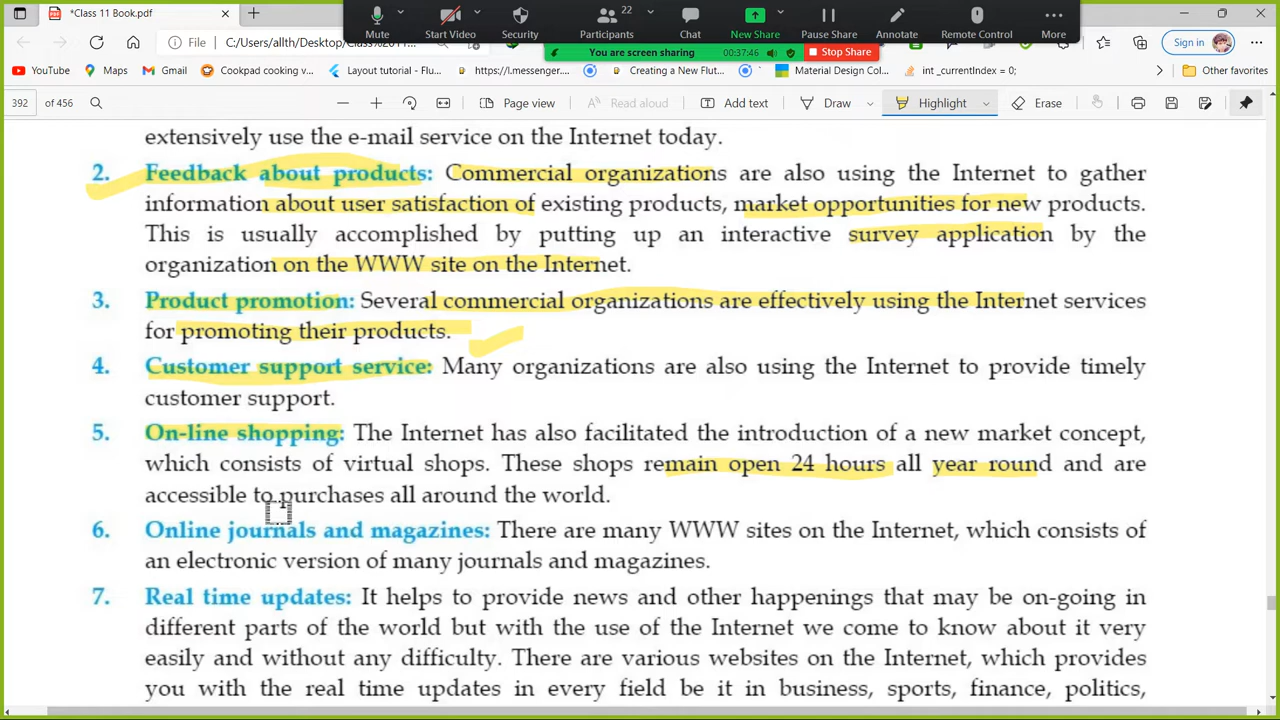 *Class 11 Book.pdf
Mute
Start Video
Security
22
Participants
Chat
New Share
Pause Share
Annotate
Remote Control
More
You are screen sharing
00:37:46
Stop Share
File
C:/Users/allth/Desktop/Class%2011...
Sign in
YouTube
Maps
Gmail
Cookpad cooking v...
Layout tutorial - Flu...
https://l.messenger...
Creating a New Flut...
Material Design Col...
int _currentIndex = 0;
Other favorites
392
of 456
Page view
Read aloud
Add text
Draw
Highlight
Erase
extensively use the e-mail service on the Internet today.
2. Feedback about products: Commercial organizations are also using the Internet to gather
information about user satisfaction of existing products, market opportunities for new products.
This is usually accomplished by putting up an interactive survey application by the
organization on the WWW site on the Internet.
3. Product promotion: Several commercial organizations are effectively using the Internet services
for promoting their products.
4. Customer support service: Many organizations are also using the Internet to provide timely
customer support.
5. On-line shopping: The Internet has also facilitated the introduction of a new market concept,
which consists of virtual shops. These shops remain open 24 hours all year round and are
accessible to purchases all around the world.
6. Online journals and magazines: There are many WWW sites on the Internet, which consists of
an electronic version of many journals and magazines.
7. Real time updates: It helps to provide news and other happenings that may be on-going in
different parts of the world but with the use of the Internet we come to know about it very
easily and without any difficulty. There are various websites on the Internet, which provides
you with the real time updates in every field be it in business, sports, finance, politics,